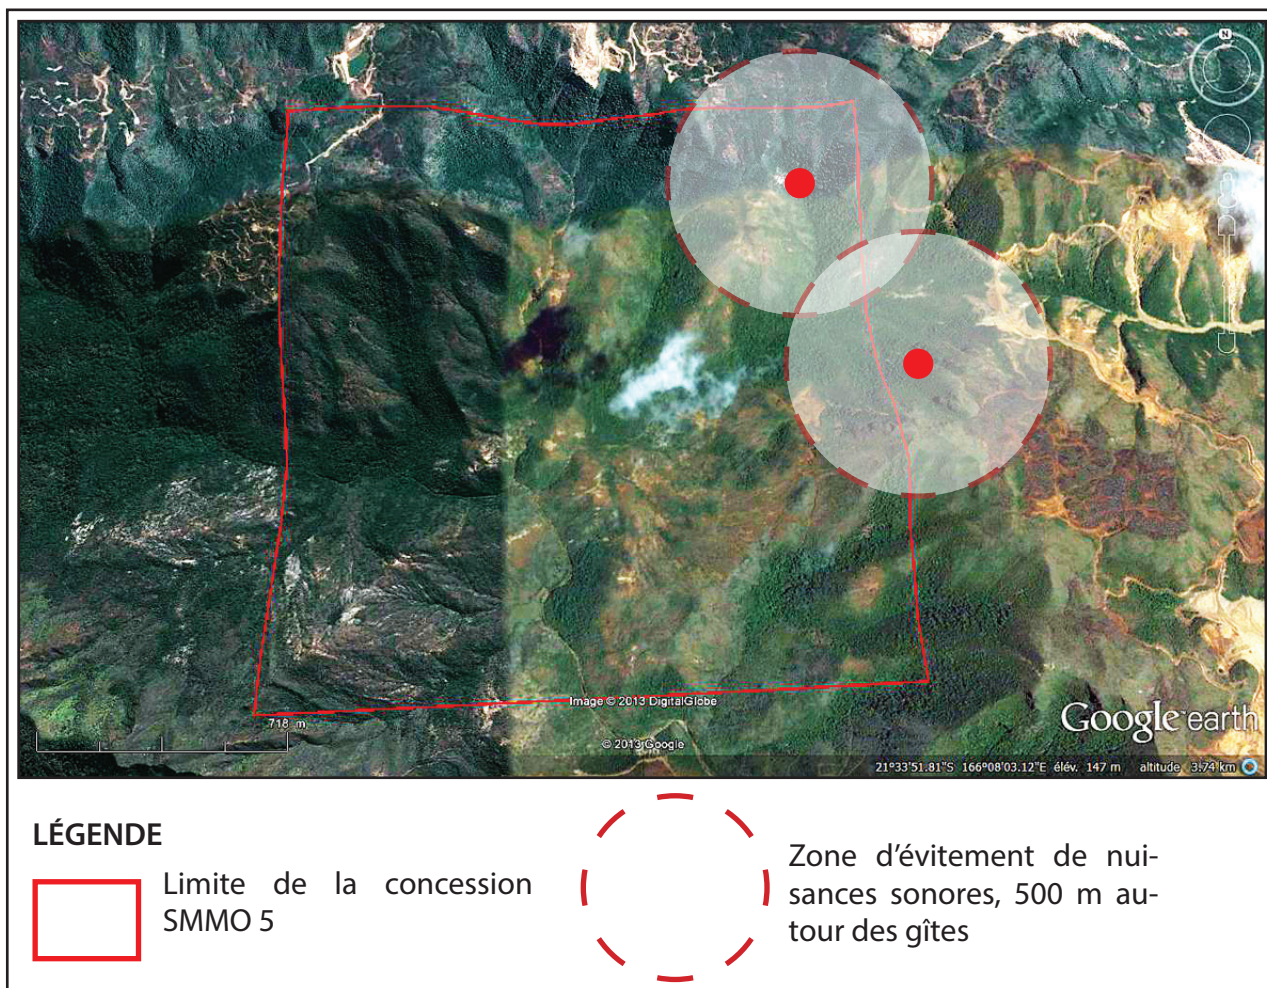 N
718 m
Image © 2013 DigitalGlobe
© 2013 Google
Google earth
21°33'51.81"S 166°08'03.12"E élév. 147 m altitude 3.74 km
LÉGENDE
Limite de la concession
SMMO 5
Zone d'évitement de nui-
sances sonores, 500 m au-
tour des gîtes